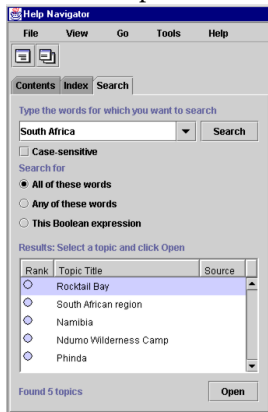 Help Navigator
File View Go Tools Help
Contents Index Search
Type the words for which you want to search
South Africa Search
Case-sensitive
Search for
All of these words
Any of these words
This Boolean expression
Results: Select a topic and click Open
Rank Topic Title Source
Rocktail Bay
South African region
Namibia
Ndumo Wilderness Camp
Phinda
Found 5 topics Open